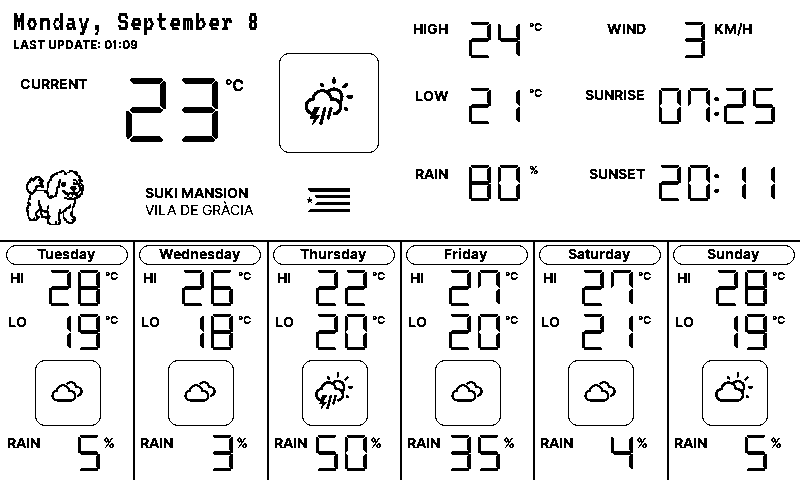 Monday, September 8
LAST UPDATE: 01:09
CURRENT 23 °C
HIGH 24 °C
WIND 3 KM/H
LOW 21 °C
SUNRISE 07:25
RAIN 80 %
SUNSET 20:11
SUKI MANSION
VILA DE GRÀCIA
Tuesday
HI 28 °C
LO 19 °C
RAIN 5 %
Wednesday
HI 26 °C
LO 18 °C
RAIN 3 %
Thursday
HI 22 °C
LO 20 °C
RAIN 50 %
Friday
HI 27 °C
LO 20 °C
RAIN 35 %
Saturday
HI 27 °C
LO 21 °C
RAIN 4 %
Sunday
HI 28 °C
LO 19 °C
RAIN 5 %